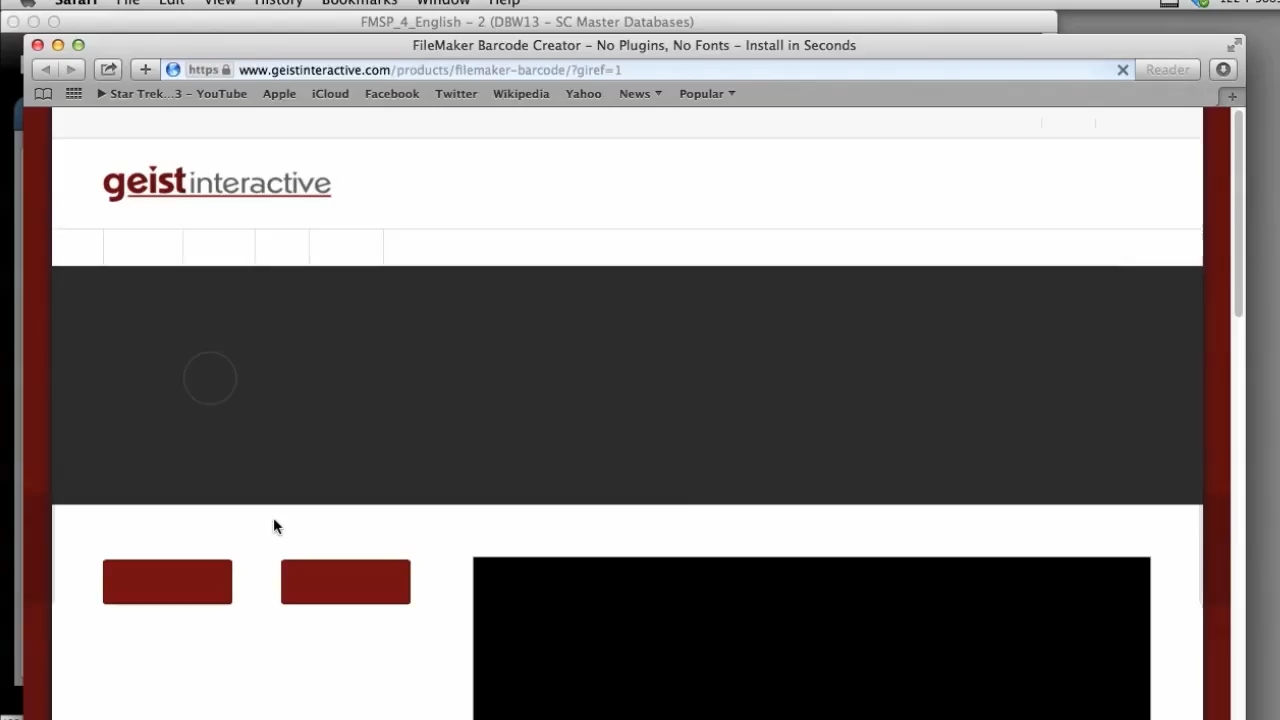 Safari File Edit View History Bookmarks Window Help
FMSP_4_English – 2 (DBW13 – SC Master Databases)
FileMaker Barcode Creator – No Plugins, No Fonts – Install in Seconds
https www.geistinteractive.com/products/filemaker-barcode/?giref=1 Reader
Star Trek...3 – YouTube Apple iCloud Facebook Twitter Wikipedia Yahoo News Popular
geist interactive